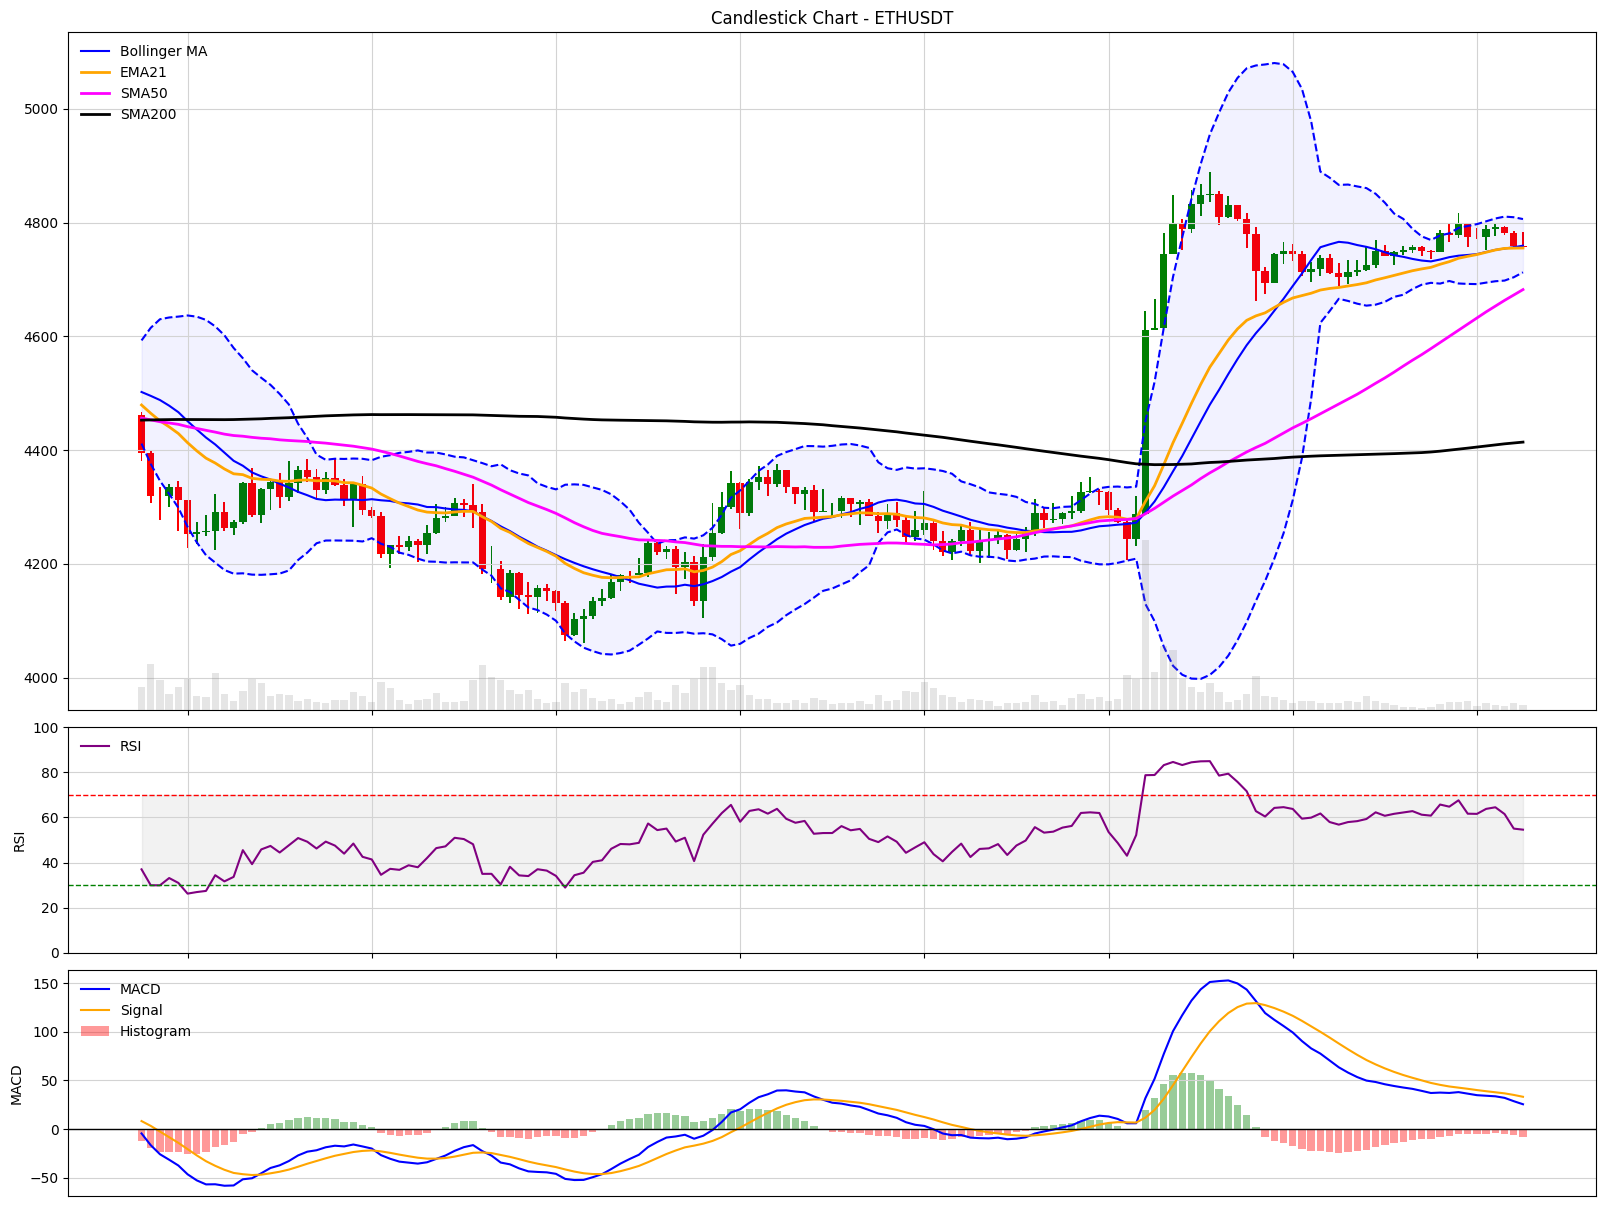 Candlestick Chart - ETHUSDT
Bollinger MA
EMA21
SMA50
SMA200
5000
4800
4600
4400
4200
4000
RSI
100
80
60
40
20
0
RSI
MACD
Signal
Histogram
150
100
50
0
−50
MACD